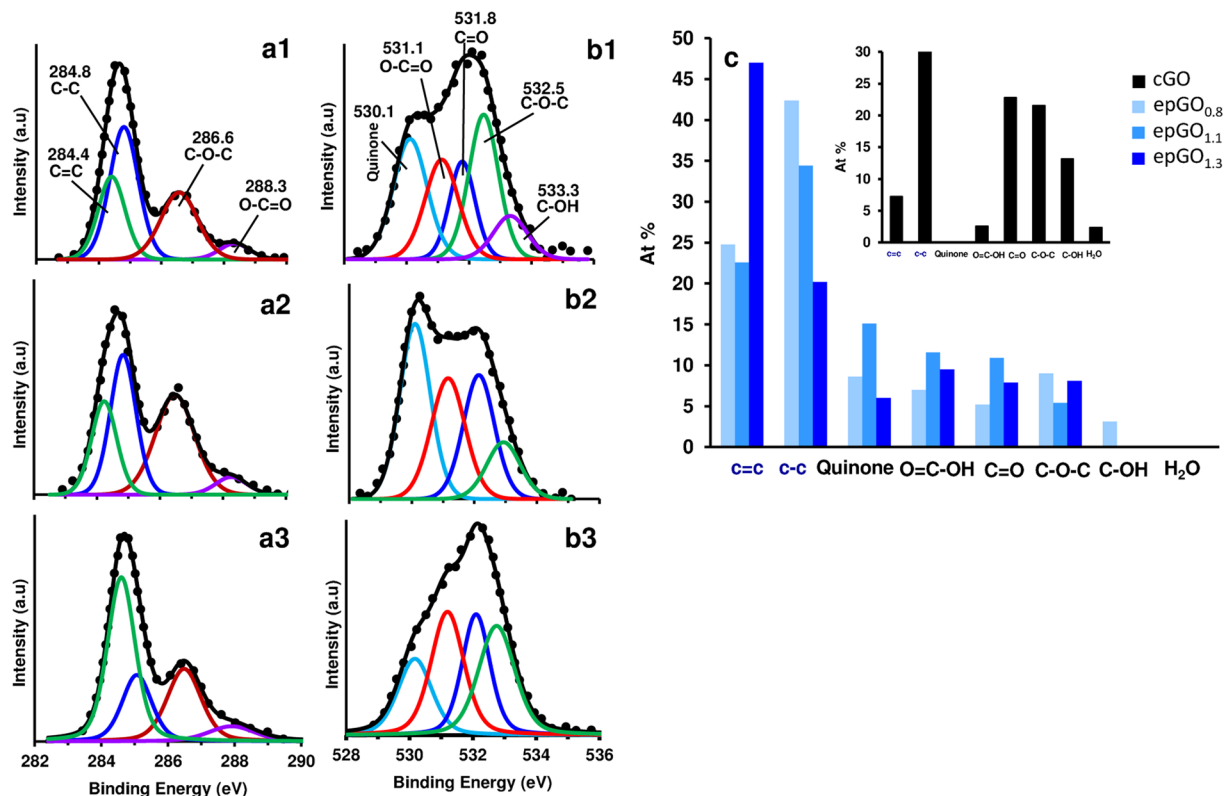 a1
284.8
C-C
284.4
C=C
286.6
C-O-C
288.3
O-C=O
Intensity (a.u)
b1
531.8
C=O
531.1
O-C=O
530.1
Quinone
532.5
C-O-C
533.3
C-OH
Intensity (a.u)
a2
Intensity (a.u)
b2
Intensity (a.u)
a3
Intensity (a.u)
282 284 286 288 290
Binding Energy (eV)
b3
Intensity (a.u)
528 530 532 534 536
Binding Energy (eV)
c
At %
50
45
40
35
30
25
20
15
10
5
0
C=C C-C Quinone O=C-OH C=O C-O-C C-OH H2O
At %
30
25
20
15
10
5
0
C=C C-C Quinone O=C-OH C=O C-O-C C-OH H2O
cGO
epGO0.8
epGO1.1
epGO1.3